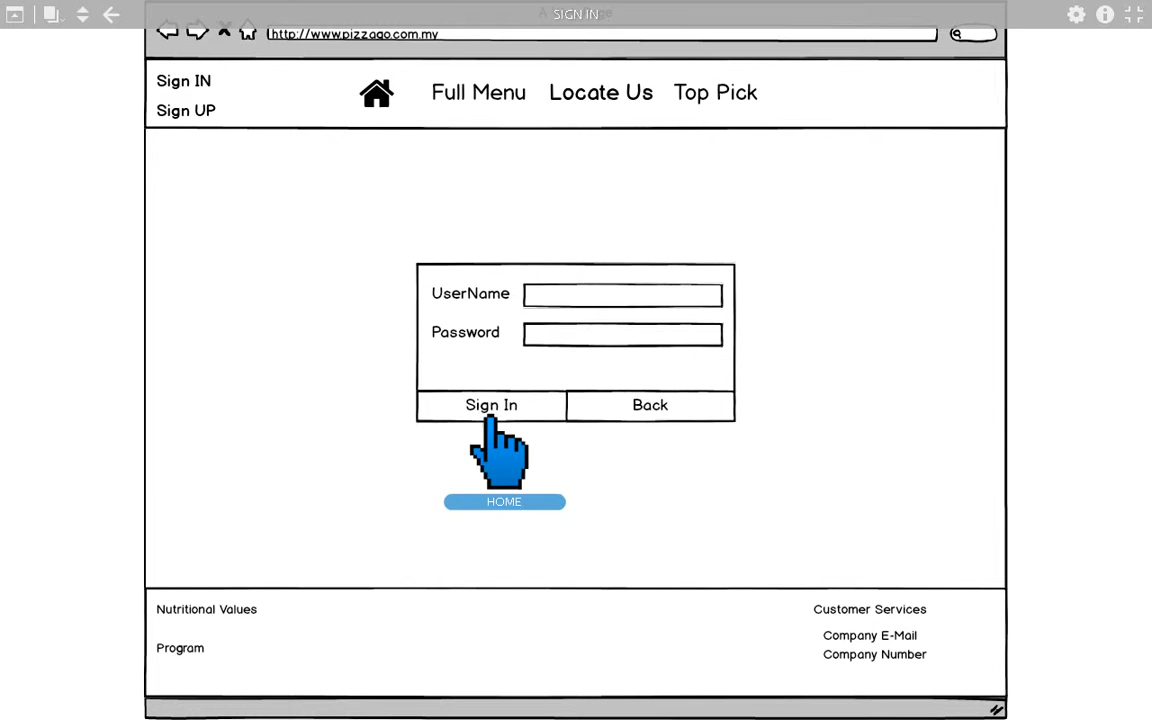 SIGN IN
http://www.pizzago.com.my
Sign IN
Sign UP
Full Menu
Locate Us
Top Pick
UserName
Password
Sign In
Back
HOME
Nutritional Values
Program
Customer Services
Company E-Mail
Company Number